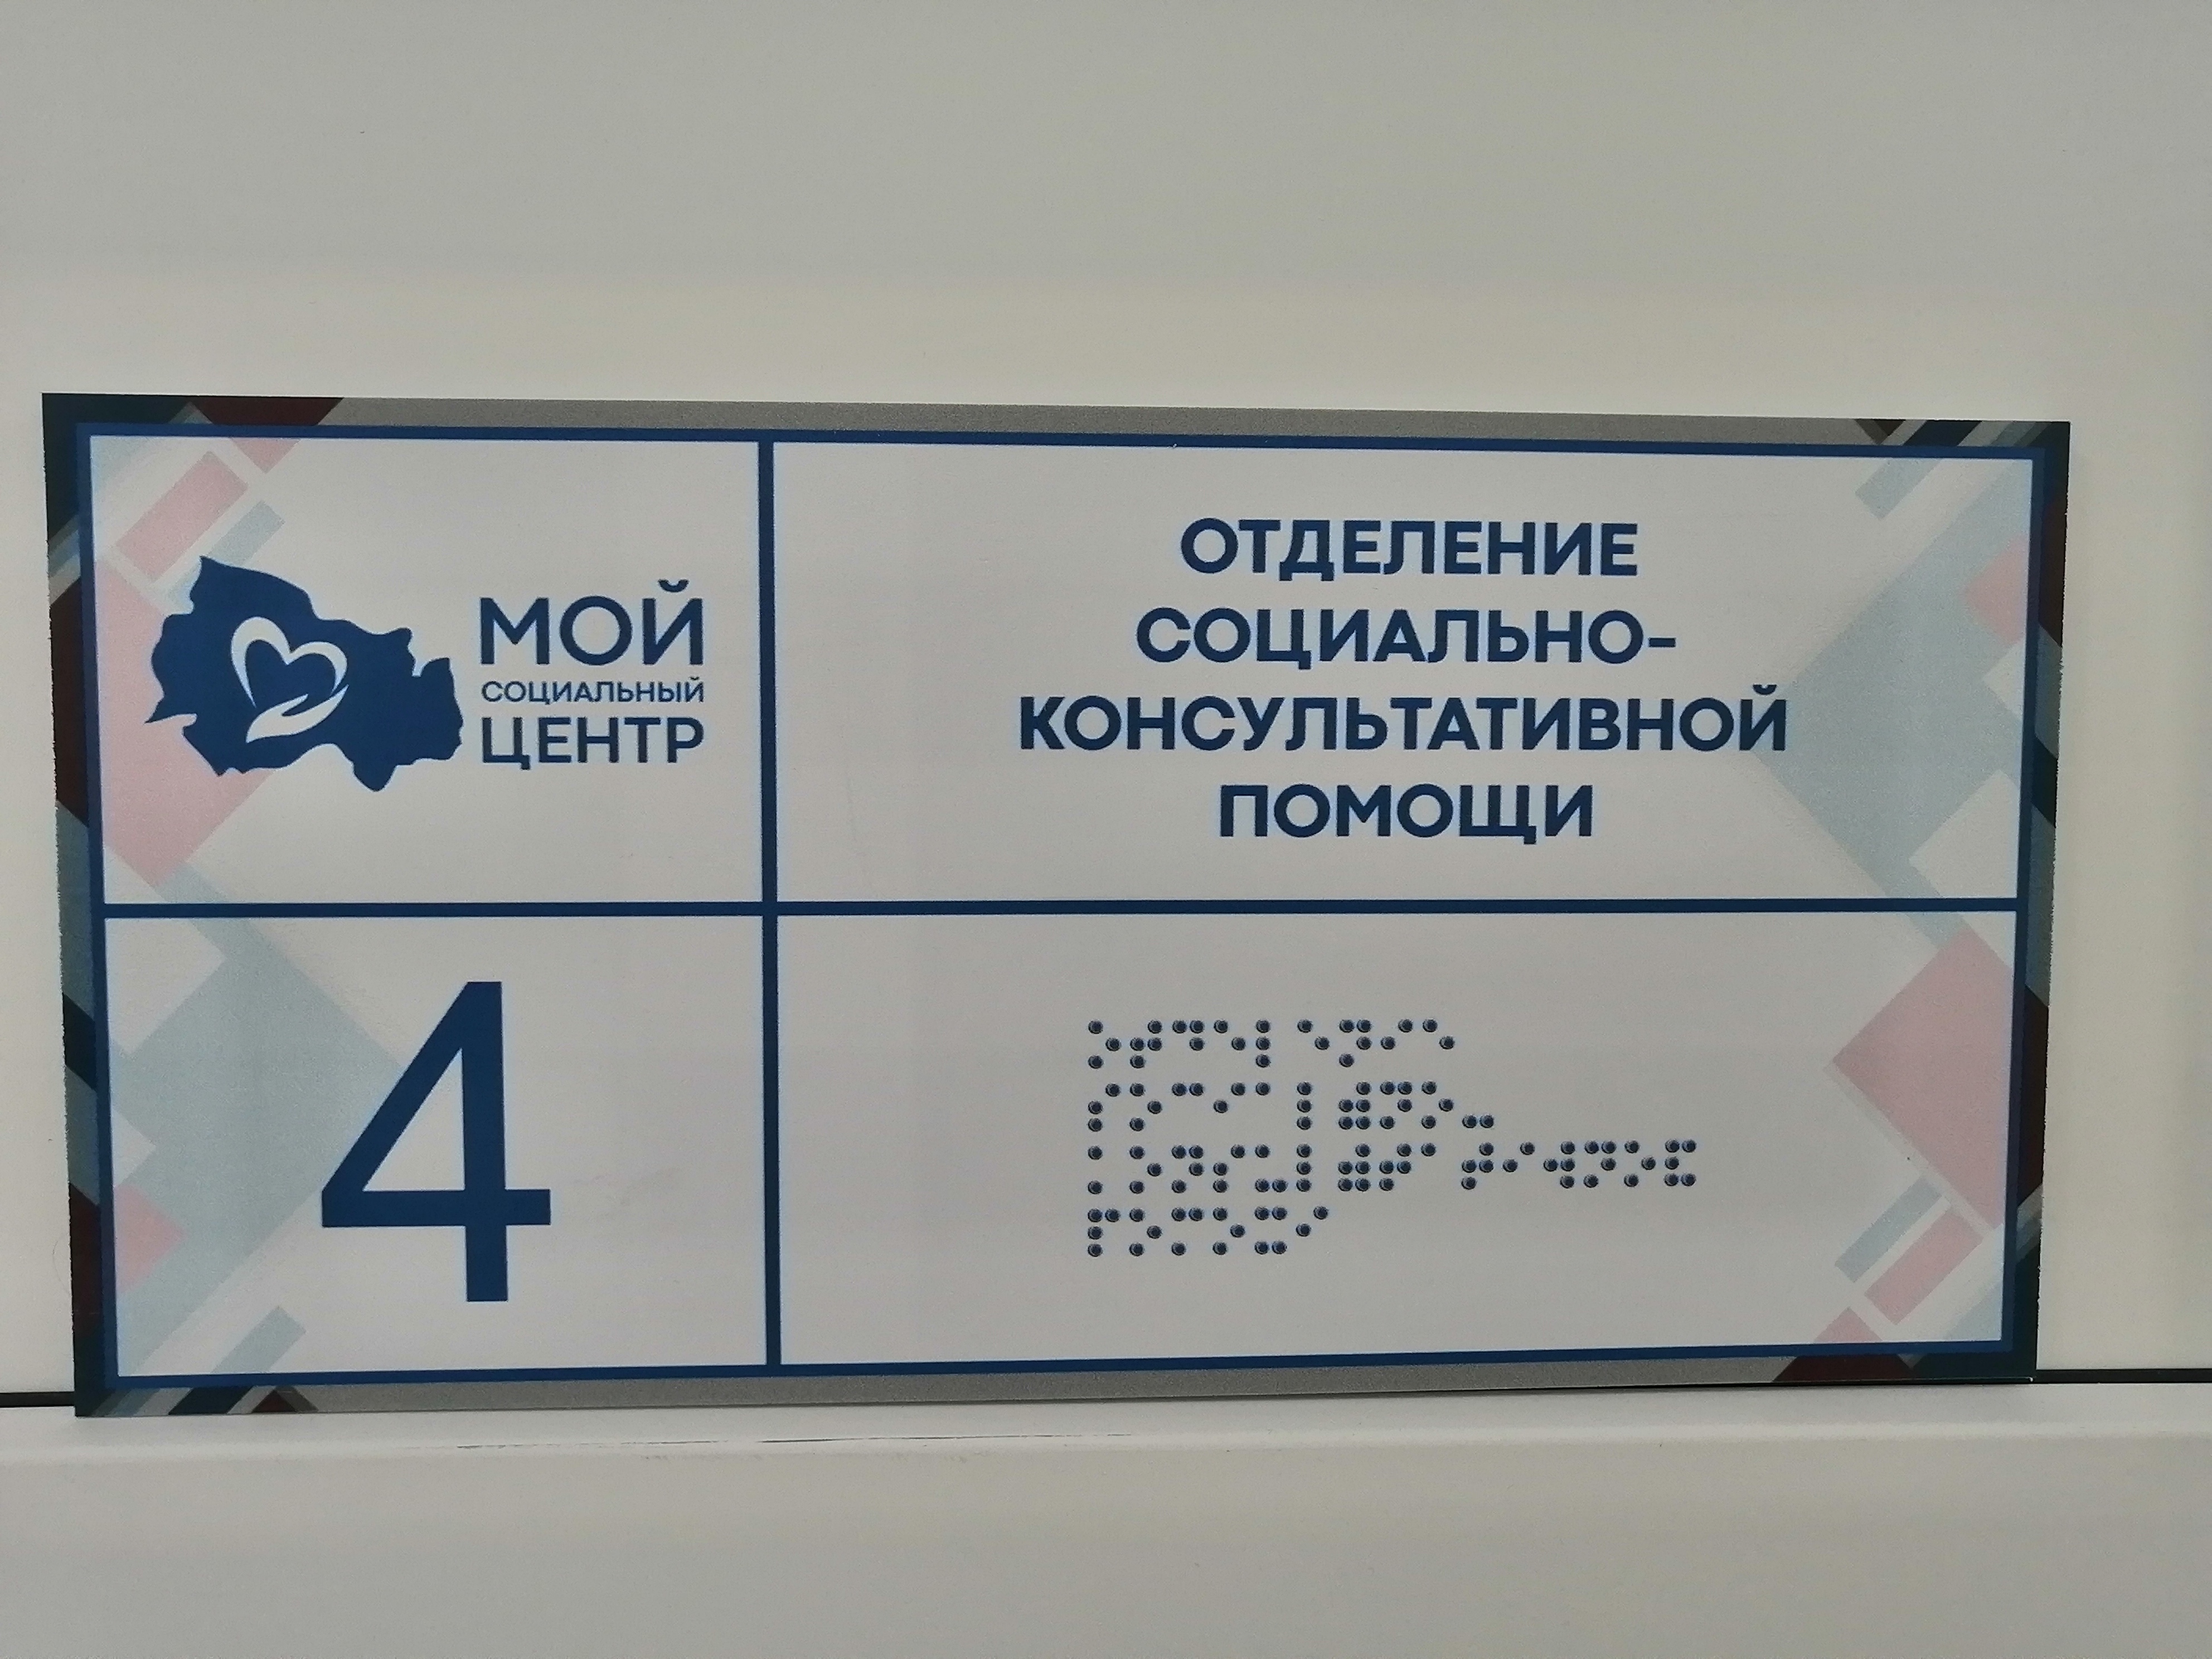 МОЙ
СОЦИАЛЬНЫЙ
ЦЕНТР
ОТДЕЛЕНИЕ
СОЦИАЛЬНО-
КОНСУЛЬТАТИВНОЙ
ПОМОЩИ
4